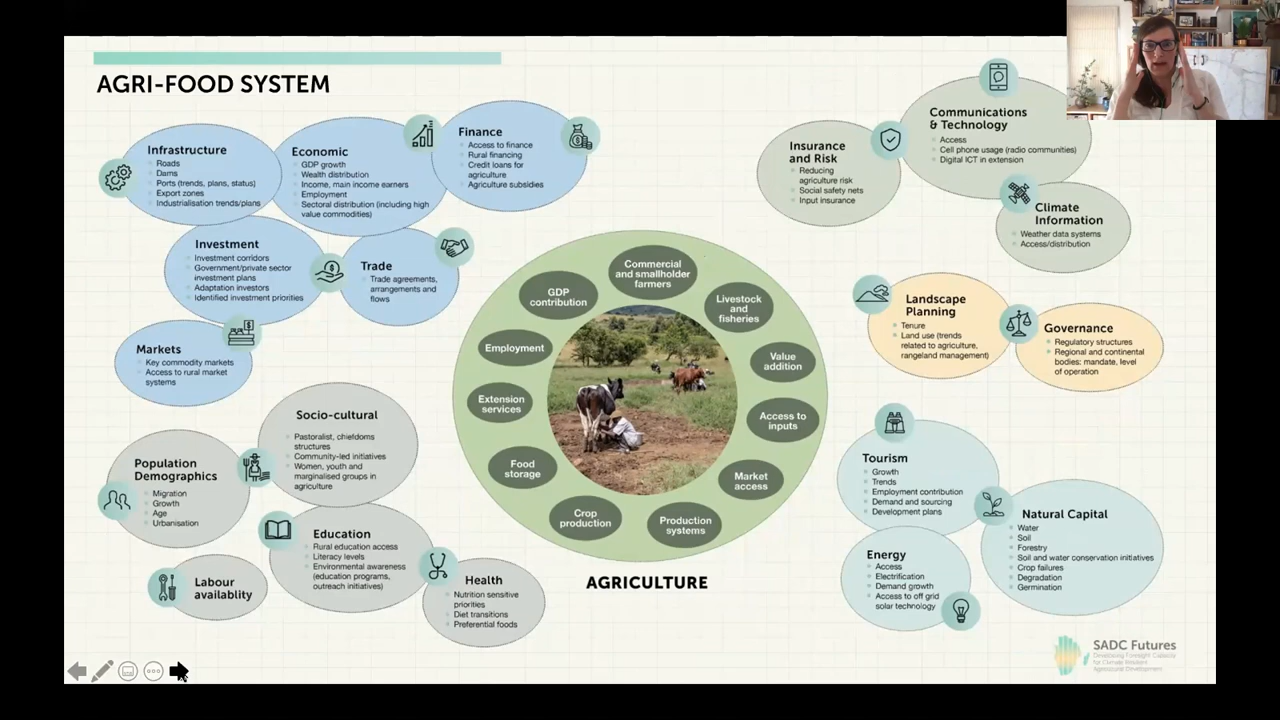 AGRI-FOOD SYSTEM
Infrastructure
Roads
Dams
Ports (trends, plans, status)
Export zones
Industrialisation trends/plans
Economic
GDP growth
Wealth distribution
Income, main income earners
Employment
Sectoral distribution (including high
value commodities)
Finance
Access to finance
Rural financing
Credit loans for
agriculture
Agriculture subsidies
Investment
Investment corridors
Government/private sector
investment plans
Adaptation investors
Identified investment priorities
Trade
Trade agreements,
arrangements and
flows
Markets
Key commodity markets
Access to rural market
systems
Socio-cultural
Pastoralist, chieldoms
structures
Community-led initiatives
Women, youth and
marginalised groups in
agriculture
Population
Demographics
Migration
Growth
Age
Urbanisation
Education
Rural education access
Literacy levels
Environmental awareness
(education programs,
outreach initiatives)
Labour
availablity
Health
Nutrition sensitive
priorities
Diet transitions
Preferential foods
Commercial
and smallholder
farmers
Livestock
and
fisheries
Value
addition
Access to
inputs
Market
access
Production
systems
Crop
production
Food
storage
Extension
services
Employment
GDP
contribution
AGRICULTURE
Insurance
and Risk
Reducing
agriculture risk
Social safety nets
Input insurance
Communications
& Technology
Access
Cell phone usage (radio communities)
Digital ICT in extension
Climate
Information
Weather data systems
Access/distribution
Landscape
Planning
Tenure
Land use (trends
related to agriculture,
rangeland management)
Governance
Regulatory structures
Regional and continental
bodies: mandate, level
of operation
Tourism
Growth
Trends
Employment contribution
Demand and sourcing
Development plans
Natural Capital
Water
Soil
Forestry
Soil and water conservation initiatives
Crop failures
Degradation
Germination
Energy
Access
Electrification
Demand growth
Access to off grid
solar technology
SADC Futures
Developing Foresight Capacity
for Climate Resilient
Agricultural Development